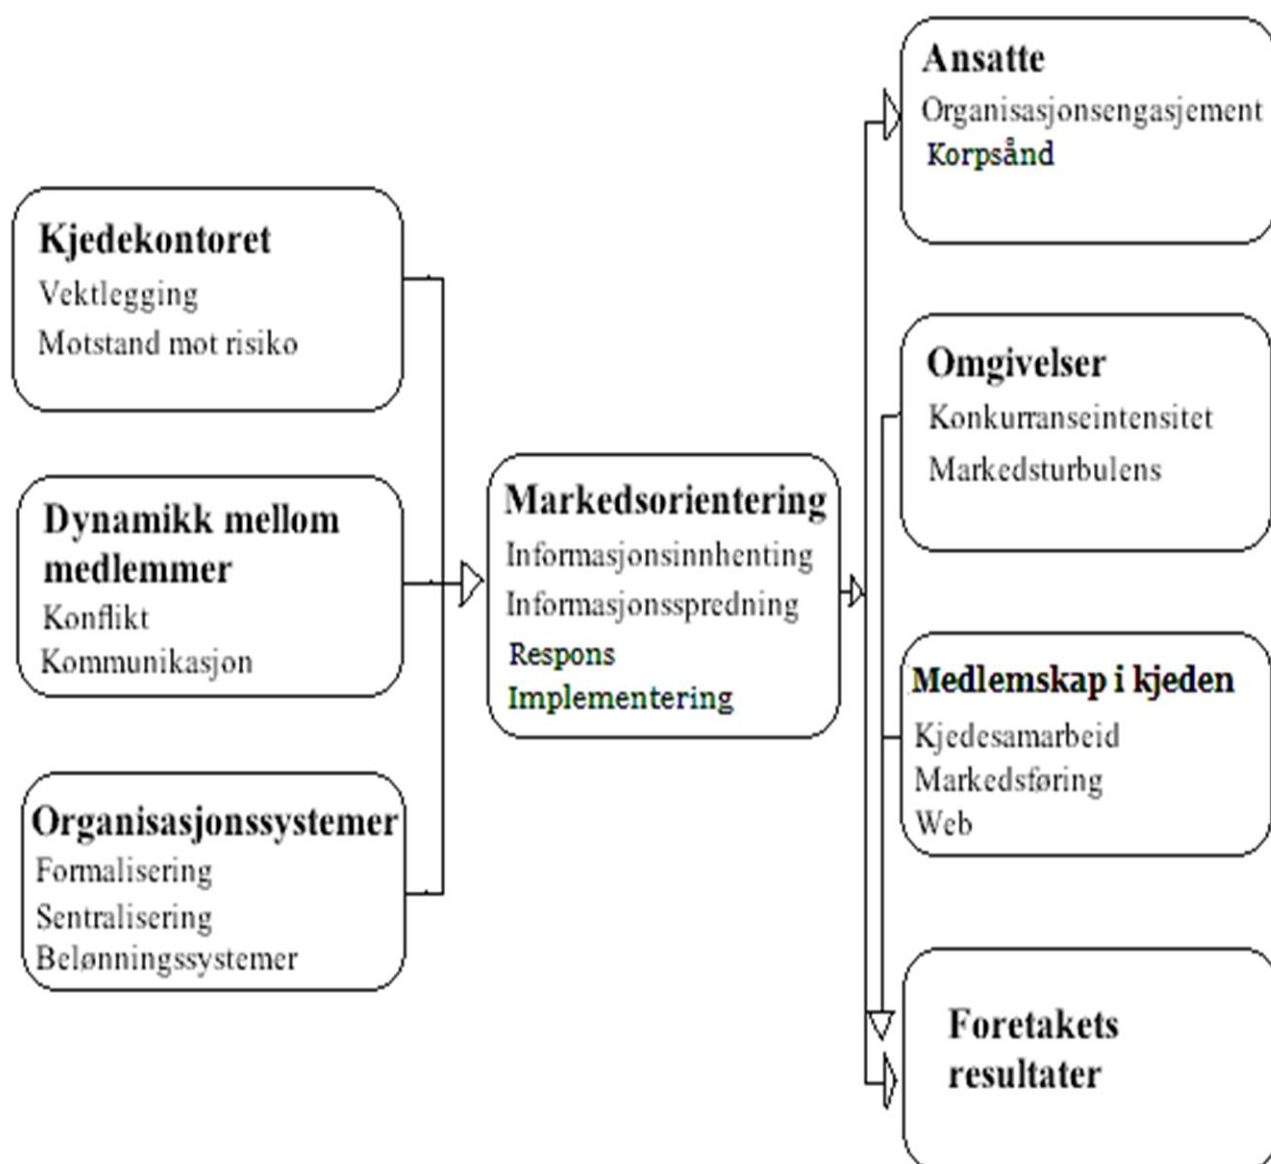 Kjedekontoret
Vektlegging
Motstand mot risiko
Dynamikk mellom
medlemmer
Konflikt
Kommunikasjon
Organisasjonssystemer
Formalisering
Sentralisering
Belønningssystemer
Markedsorientering
Informasjonsinnhenting
Informasjonsspredning
Respons
Implementering
Ansatte
Organisasjonsengasjement
Korpsånd
Omgivelser
Konkurranseintensitet
Markedsturbulens
Medlemskap i kjeden
Kjedesamarbeid
Markedsføring
Web
Foretakets
resultater